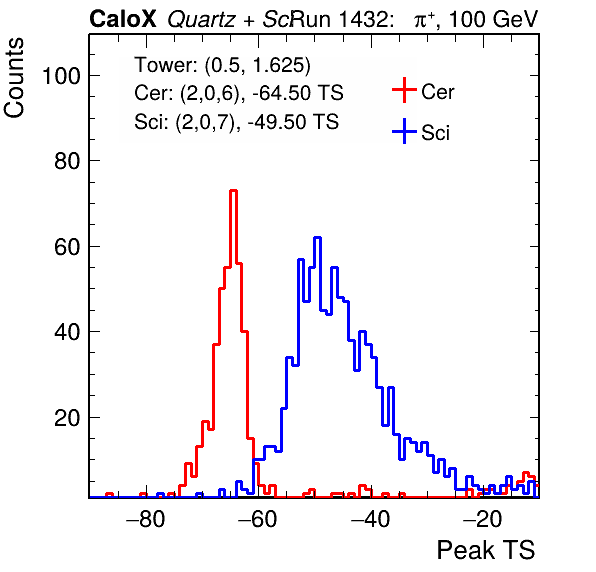 CaloX Quartz + ScRun 1432: π⁺, 100 GeV
Counts
Tower: (0.5, 1.625)
Cer: (2,0,6), -64.50 TS
Sci: (2,0,7), -49.50 TS
Cer
Sci
100
80
60
40
20
−80 −60 −40 −20
Peak TS